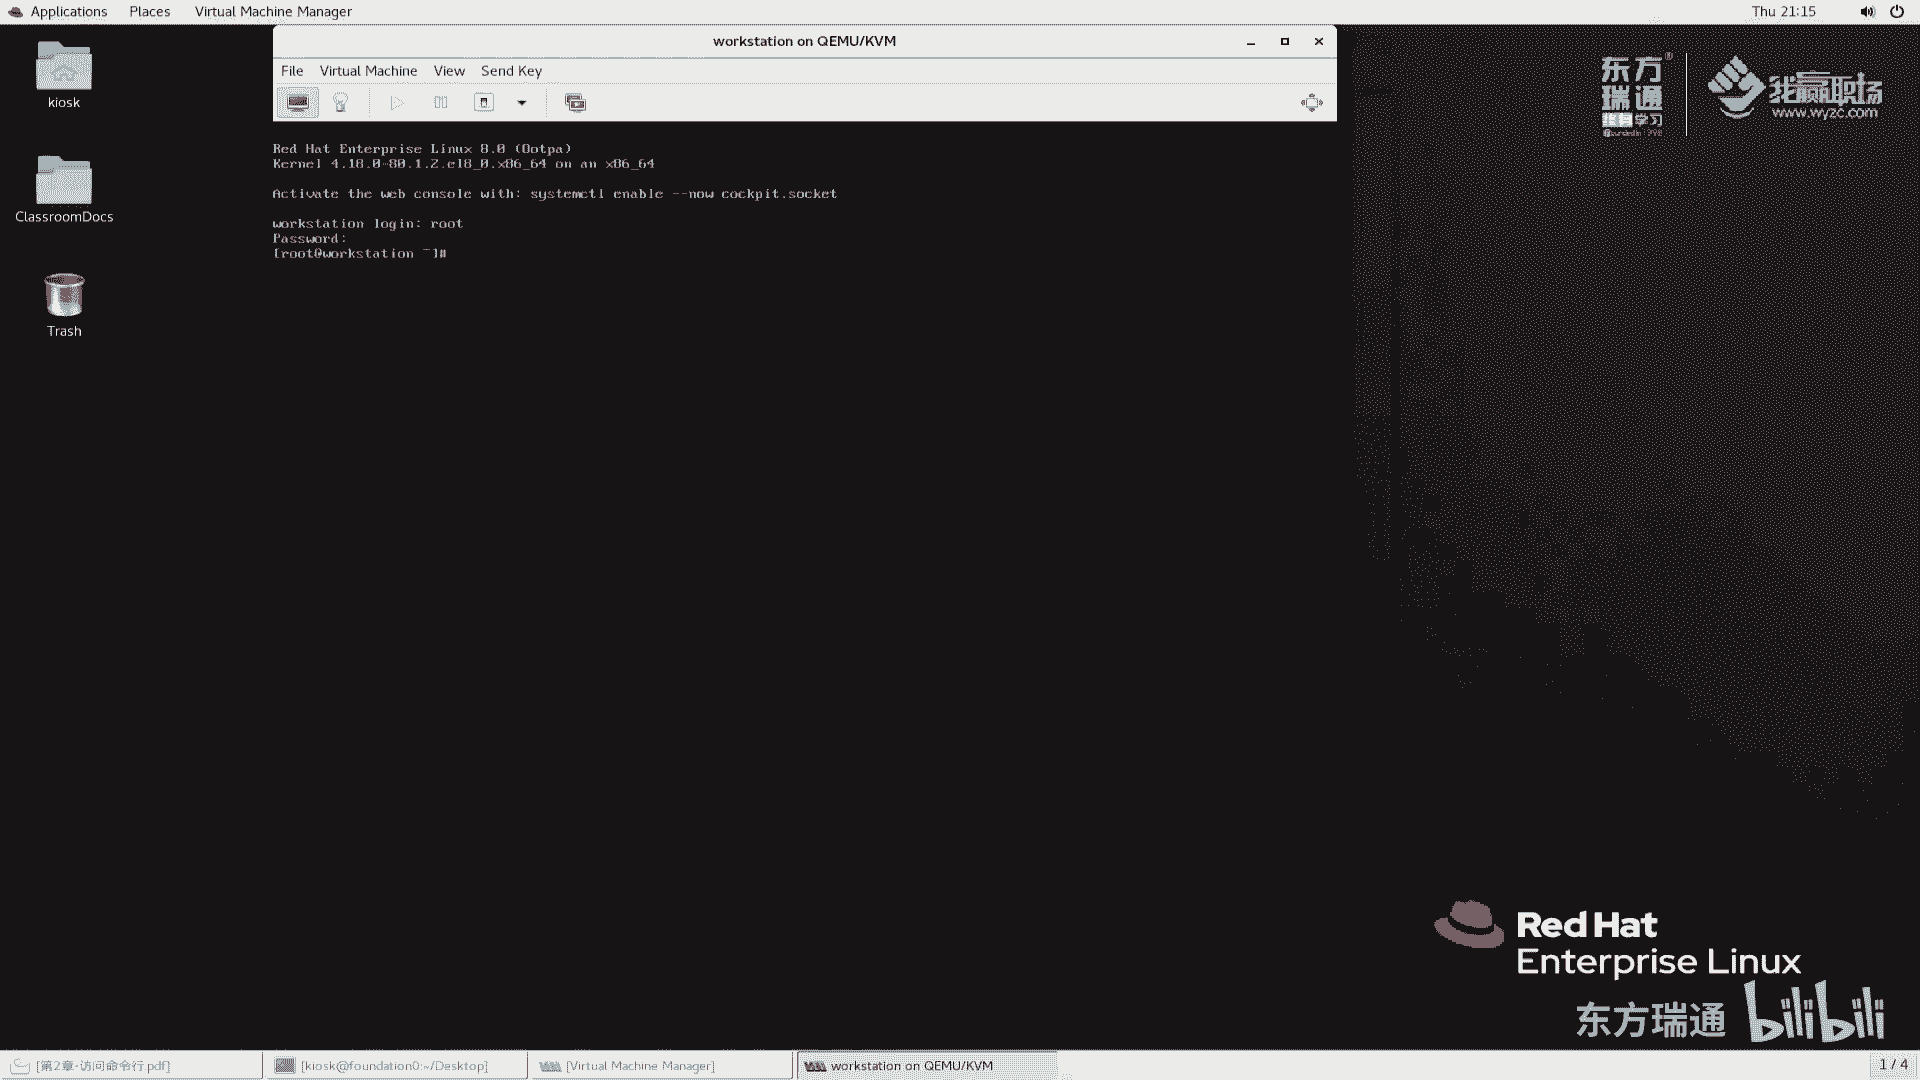 Applications Places Virtual Machine Manager Thu 21:15
workstation on QEMU/KVM
File Virtual Machine View Send Key
kiosk
ClassroomDocs
Trash
Red Hat Enterprise Linux 8.0 (Ootpa)
Kernel 4.18.0-80.1.2.el8_0.x86_64 on an x86_64
Activate the web console with: systemctl enable --now cockpit.socket
workstation login: root
Password:
[root@workstation ~]#
东方
瑞通
终身学习
我赢职场
www.wyzc.com
Red Hat
Enterprise Linux
东方瑞通 bilibili
[第2章-访问命令行.pdf] [kiosk@foundation0:~/Desktop] [Virtual Machine Manager] workstation on QEMU/KVM 1 / 4